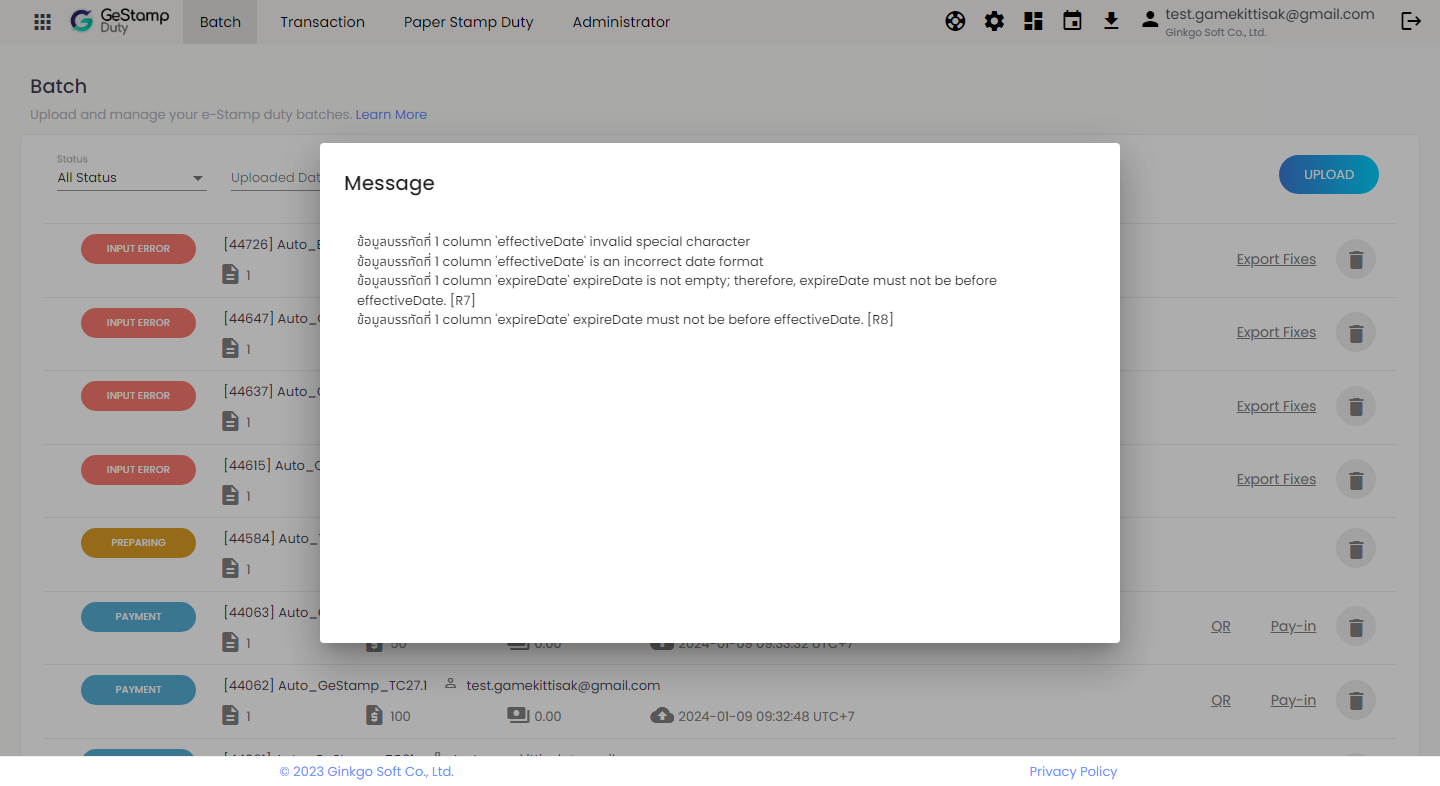 GeStamp
Duty
Batch
Transaction
Paper Stamp Duty
Administrator
test.gamekittisak@gmail.com
Ginkgo Soft Co., Ltd.
Batch
Upload and manage your e-Stamp duty batches. Learn More
Status
All Status
Uploaded Dat
UPLOAD
Message
ข้อมูลบรรทัดที่ 1 column 'effectiveDate' invalid special character
ข้อมูลบรรทัดที่ 1 column 'effectiveDate' is an incorrect date format
ข้อมูลบรรทัดที่ 1 column 'expireDate' expireDate is not empty; therefore, expireDate must not be before
effectiveDate. [R7]
ข้อมูลบรรทัดที่ 1 column 'expireDate' expireDate must not be before effectiveDate. [R8]
INPUT ERROR
[44726] Auto_
1
Export Fixes
INPUT ERROR
[44647] Auto_
1
Export Fixes
INPUT ERROR
[44637] Auto_
1
Export Fixes
INPUT ERROR
[44615] Auto_
1
Export Fixes
PREPARING
[44584] Auto_
1
PAYMENT
[44063] Auto_
1
50
0.00
2024-01-09 09:33:32 UTC+7
QR
Pay-in
PAYMENT
[44062] Auto_GeStamp_TC27.1
test.gamekittisak@gmail.com
1
100
0.00
2024-01-09 09:32:48 UTC+7
QR
Pay-in
© 2023 Ginkgo Soft Co., Ltd.
Privacy Policy